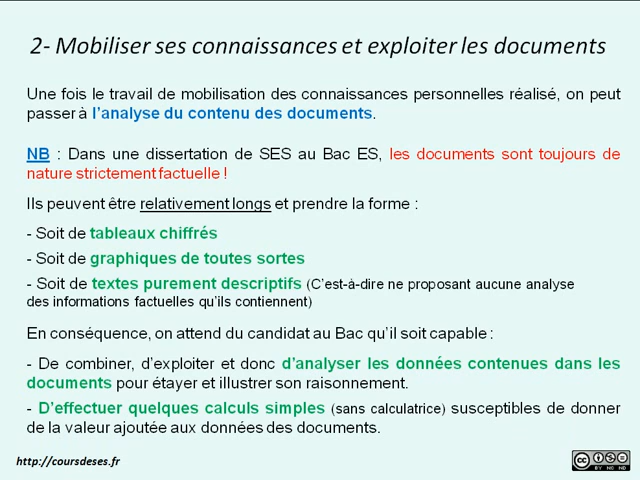 2- Mobiliser ses connaissances et exploiter les documents
Une fois le travail de mobilisation des connaissances personnelles réalisé, on peut
passer à l'analyse du contenu des documents.
NB : Dans une dissertation de SES au Bac ES, les documents sont toujours de
nature strictement factuelle !
Ils peuvent être relativement longs et prendre la forme :
- Soit de tableaux chiffrés
- Soit de graphiques de toutes sortes
- Soit de textes purement descriptifs (C'est-à-dire ne proposant aucune analyse
des informations factuelles qu'ils contiennent)
En conséquence, on attend du candidat au Bac qu'il soit capable :
- De combiner, d'exploiter et donc d'analyser les données contenues dans les
documents pour étayer et illustrer son raisonnement.
- D'effectuer quelques calculs simples (sans calculatrice) susceptibles de donner
de la valeur ajoutée aux données des documents.
http://coursdeses.fr
cc
BY NC ND